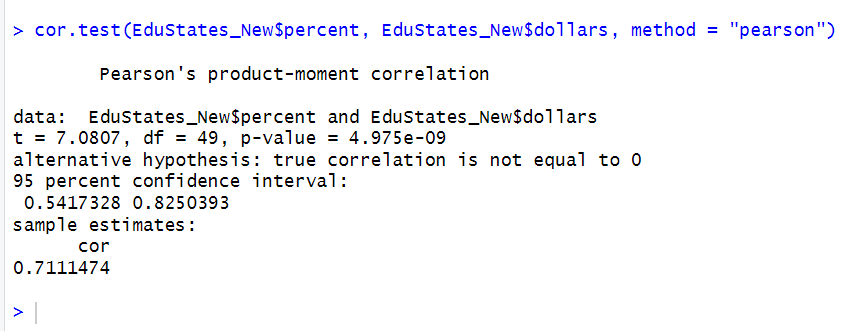 > cor.test(EduStates_New$percent, EduStates_New$dollars, method = "pearson")
Pearson's product-moment correlation
data:  EduStates_New$percent and EduStates_New$dollars
t = 7.0807, df = 49, p-value = 4.975e-09
alternative hypothesis: true correlation is not equal to 0
95 percent confidence interval:
 0.5417328 0.8250393
sample estimates:
      cor
0.7111474
>